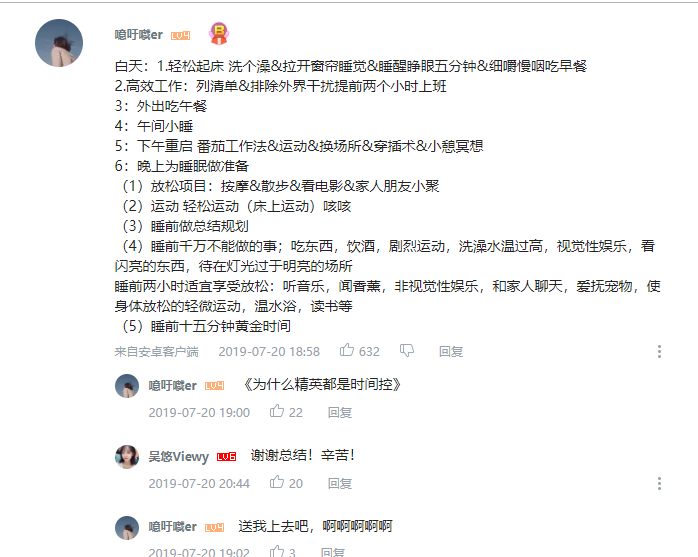 噫吁嚱er LV4
白天：1.轻松起床 洗个澡&拉开窗帘睡觉&睡醒睁眼五分钟&细嚼慢咽吃早餐
2.高效工作：列清单&排除外界干扰提前两个小时上班
3：外出吃午餐
4：午间小睡
5：下午重启 番茄工作法&运动&换场所&穿插术&小憩冥想
6：晚上为睡眠做准备
（1）放松项目：按摩&散步&看电影&家人朋友小聚
（2）运动 轻松运动（床上运动）咳咳
（3）睡前做总结规划
（4）睡前千万不能做的事；吃东西，饮酒，剧烈运动，洗澡水温过高，视觉性娱乐，看
闪亮的东西，待在灯光过于明亮的场所
睡前两小时适宜享受放松：听音乐，闻香薰，非视觉性娱乐，和家人聊天，爱抚宠物，使
身体放松的轻微运动，温水浴，读书等
（5）睡前十五分钟黄金时间
来自安卓客户端 2019-07-20 18:58 632 回复
噫吁嚱er LV4 《为什么精英都是时间控》
2019-07-20 19:00 22 回复
吴悠Viewy LV6 谢谢总结！辛苦！
2019-07-20 20:44 20 回复
噫吁嚱er LV4 送我上去吧，啊啊啊啊啊
2019-07-20 19:02 3 回复